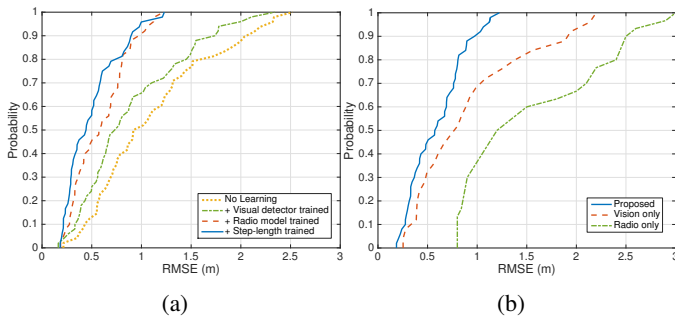 1
0.9
0.8
0.7
0.6
0.5
0.4
0.3
0.2
0.1
0
Probability
0 0.5 1 1.5 2 2.5 3
RMSE (m)
No Learning
+ Visual detector trained
+ Radio model trained
+ Step-length trained
(a)
1
0.9
0.8
0.7
0.6
0.5
0.4
0.3
0.2
0.1
0
Probability
0 0.5 1 1.5 2 2.5 3
RMSE (m)
Proposed
Vision only
Radio only
(b)